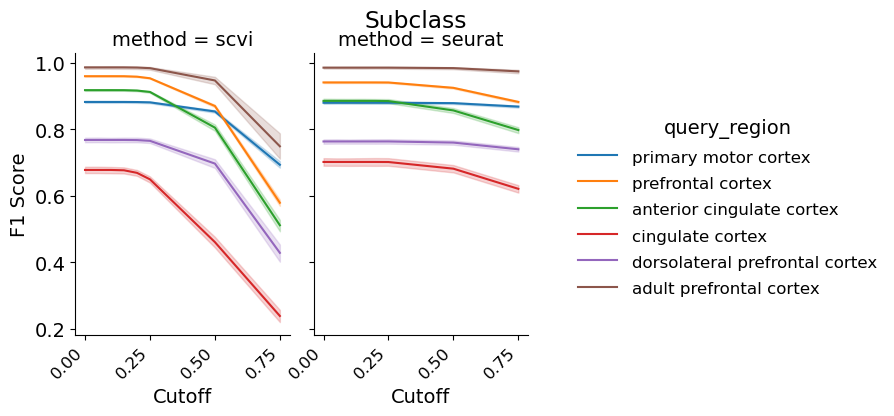 Subclass
method = scvi
method = seurat
F1 Score
1.0
0.8
0.6
0.4
0.2
0.00
0.25
0.50
0.75
Cutoff
0.00
0.25
0.50
0.75
Cutoff
query_region
primary motor cortex
prefrontal cortex
anterior cingulate cortex
cingulate cortex
dorsolateral prefrontal cortex
adult prefrontal cortex